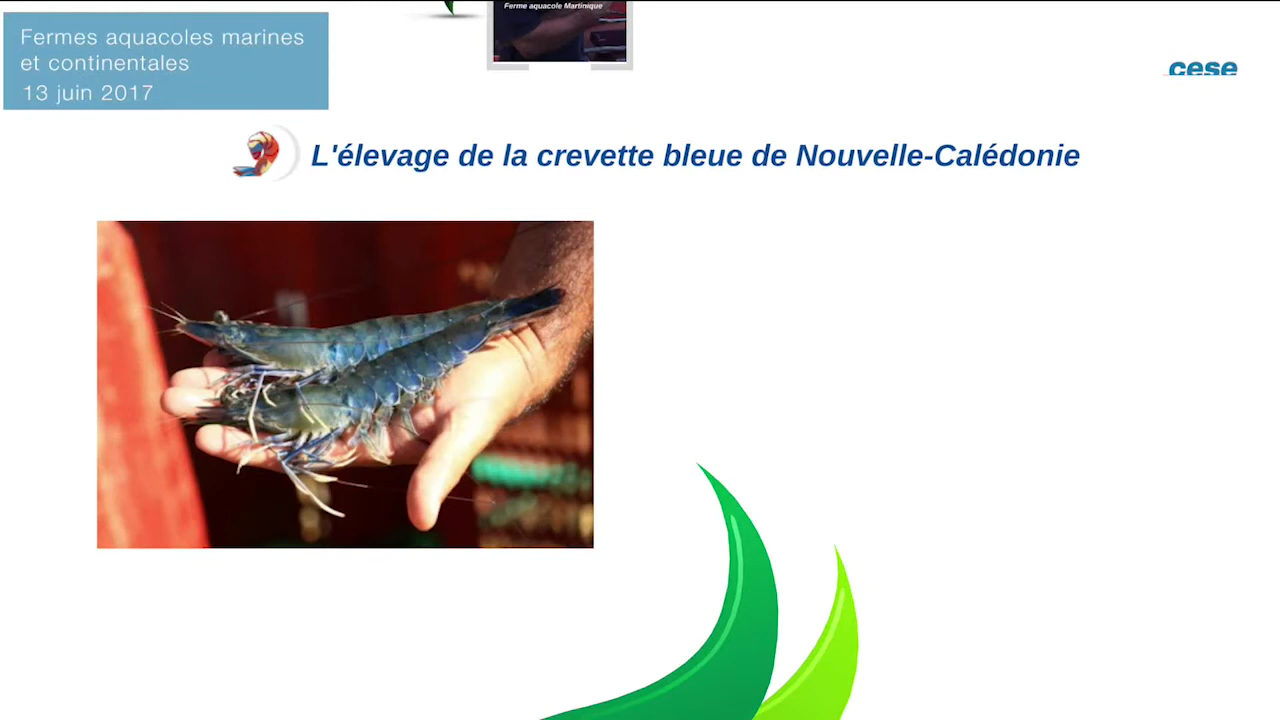 Ferme aquacole Martinique
Fermes aquacoles marines
et continentales
13 juin 2017
cese
L'élevage de la crevette bleue de Nouvelle-Calédonie